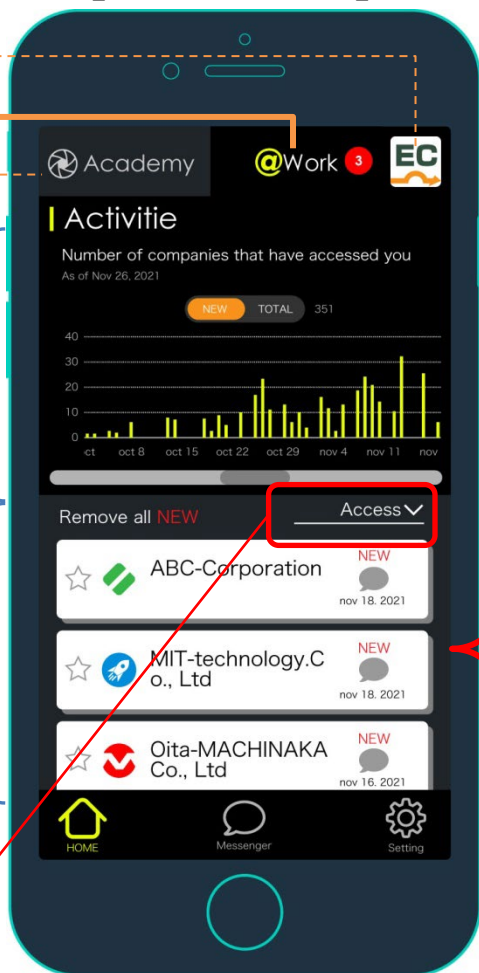 Academy
@Work 3
EC
Activitie
Number of companies that have accessed you
As of Nov 26, 2021
NEW TOTAL 351
40
30
20
10
0
ct oct 8 oct 15 oct 22 oct 29 nov 4 nov 11 nov
Remove all NEW
Access
ABC-Corporation
NEW
nov 18. 2021
MIT-technology.C
o., Ltd
NEW
nov 18. 2021
Oita-MACHINAKA
Co., Ltd
NEW
nov 16. 2021
HOME Messenger Setting